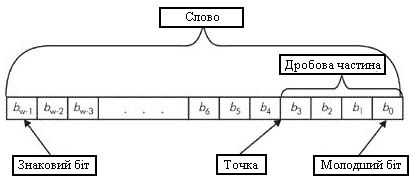 Слово
Дробова частина
b_{w-1} b_{w-2} b_{w-3} . . . b_6 b_5 b_4 b_3 b_2 b_1 b_0
Знаковий біт Точка Молодший біт